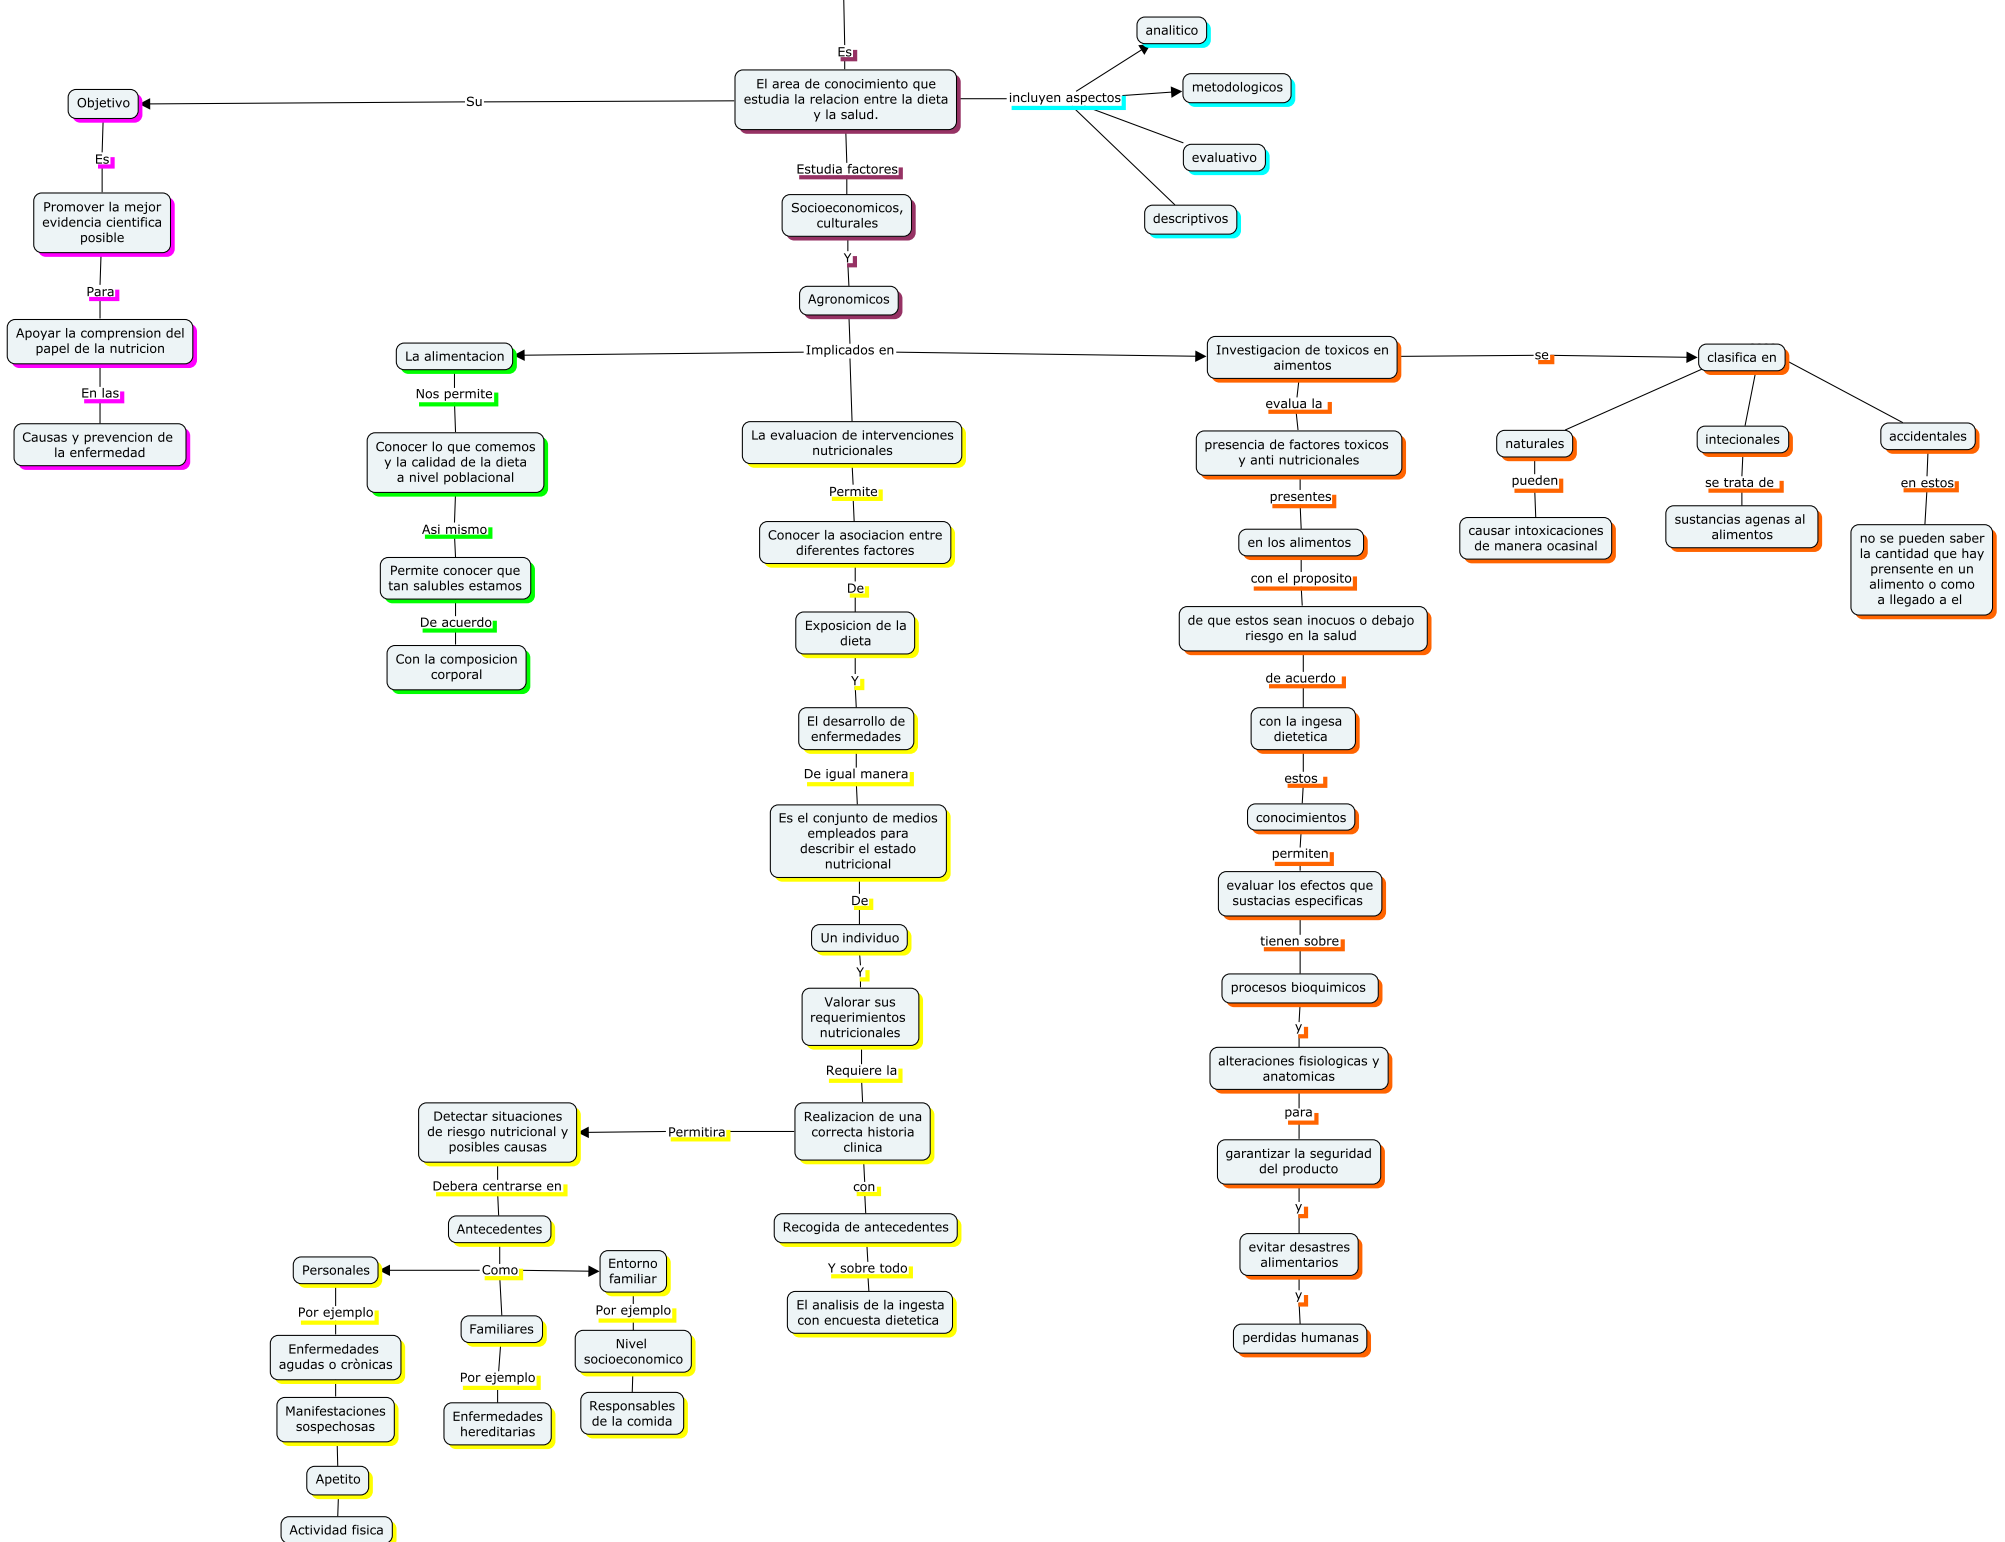 Es
El area de conocimiento que
estudia la relacion entre la dieta
y la salud.
Su
Objetivo
Es
Promover la mejor
evidencia cientifica
posible
Para
Apoyar la comprension del
papel de la nutricion
En las
Causas y prevencion de
la enfermedad
incluyen aspectos
analitico
metodologicos
evaluativo
descriptivos
Estudia factores
Socioeconomicos,
culturales
Y
Agronomicos
Implicados en
La alimentacion
Nos permite
Conocer lo que comemos
y la calidad de la dieta
a nivel poblacional
Asi mismo
Permite conocer que
tan salubles estamos
De acuerdo
Con la composicion
corporal
La evaluacion de intervenciones
nutricionales
Permite
Conocer la asociacion entre
diferentes factores
De
Exposicion de la
dieta
Y
El desarrollo de
enfermedades
De igual manera
Es el conjunto de medios
empleados para
describir el estado
nutricional
De
Un individuo
Y
Valorar sus
requerimientos
nutricionales
Requiere la
Realizacion de una
correcta historia
clinica
con
Recogida de antecedentes
Y sobre todo
El analisis de la ingesta
con encuesta dietetica
Permitira
Detectar situaciones
de riesgo nutricional y
posibles causas
Debera centrarse en
Antecedentes
Como
Personales
Por ejemplo
Enfermedades
agudas o crònicas
Manifestaciones
sospechosas
Apetito
Actividad fisica
Familiares
Por ejemplo
Enfermedades
hereditarias
Entorno
familiar
Por ejemplo
Nivel
socioeconomico
Responsables
de la comida
Investigacion de toxicos en
aimentos
evalua la
presencia de factores toxicos
y anti nutricionales
presentes
en los alimentos
con el proposito
de que estos sean inocuos o debajo
riesgo en la salud
de acuerdo
con la ingesa
dietetica
estos
conocimientos
permiten
evaluar los efectos que
sustacias especificas
tienen sobre
procesos bioquimicos
y
alteraciones fisiologicas y
anatomicas
para
garantizar la seguridad
del producto
y
evitar desastres
alimentarios
y
perdidas humanas
se
clasifica en
naturales
pueden
causar intoxicaciones
de manera ocasinal
intecionales
se trata de
sustancias agenas al
alimentos
accidentales
en estos
no se pueden saber
la cantidad que hay
prensente en un
alimento o como
a llegado a el